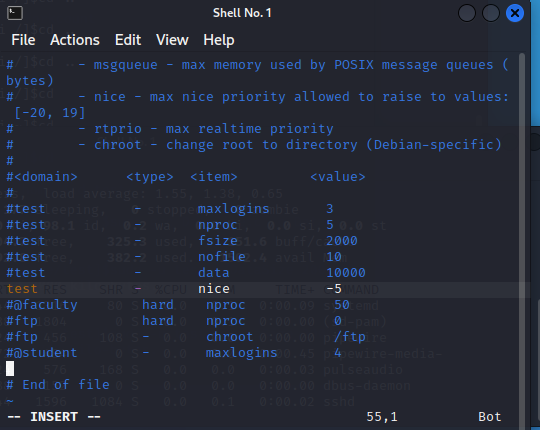 Shell No. 1
File Actions Edit View Help
#        - msgqueue - max memory used by POSIX message queues (
bytes)
#        - nice - max nice priority allowed to raise to values:
 [-20, 19]
#        - rtprio - max realtime priority
#        - chroot - change root to directory (Debian-specific)
#
#<domain>      <type>  <item>         <value>
#
#test       -       maxlogins       3
#test       -       nproc           5
#test       -       fsize           2000
#test       -       nofile          10
#test       -       data            10000
test        -       nice            -5
#@faculty        hard    nproc           50
#ftp             hard    nproc           0
#ftp             -       chroot          /ftp
#@student        -       maxlogins       4
# End of file
~
-- INSERT --                                 55,1          Bot